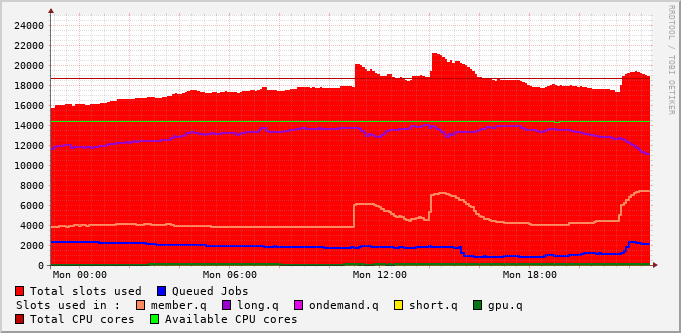 24000
22000
20000
18000
16000
14000
12000
10000
8000
6000
4000
2000
0
Mon 00:00 Mon 06:00 Mon 12:00 Mon 18:00
Total slots used Queued Jobs
Slots used in : member.q long.q ondemand.q short.q gpu.q
Total CPU cores Available CPU cores
RRDTOOL / TOBI OETIKER